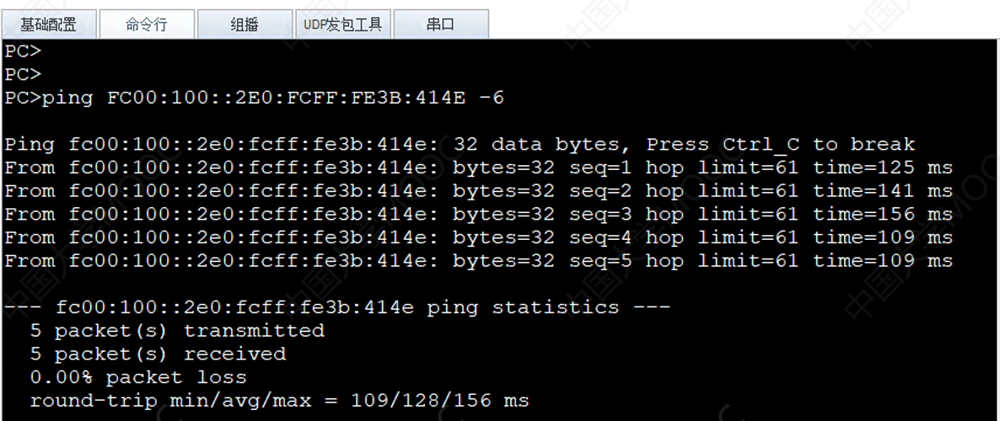 基础配置 命令行 组播 UDP发包工具 串口
PC>
PC>
PC>ping FC00:100::2E0:FCFF:FE3B:414E -6
Ping fc00:100::2e0:fcff:fe3b:414e: 32 data bytes, Press Ctrl_C to break
From fc00:100::2e0:fcff:fe3b:414e: bytes=32 seq=1 hop limit=61 time=125 ms
From fc00:100::2e0:fcff:fe3b:414e: bytes=32 seq=2 hop limit=61 time=141 ms
From fc00:100::2e0:fcff:fe3b:414e: bytes=32 seq=3 hop limit=61 time=156 ms
From fc00:100::2e0:fcff:fe3b:414e: bytes=32 seq=4 hop limit=61 time=109 ms
From fc00:100::2e0:fcff:fe3b:414e: bytes=32 seq=5 hop limit=61 time=109 ms
--- fc00:100::2e0:fcff:fe3b:414e ping statistics ---
5 packet(s) transmitted
5 packet(s) received
0.00% packet loss
round-trip min/avg/max = 109/128/156 ms